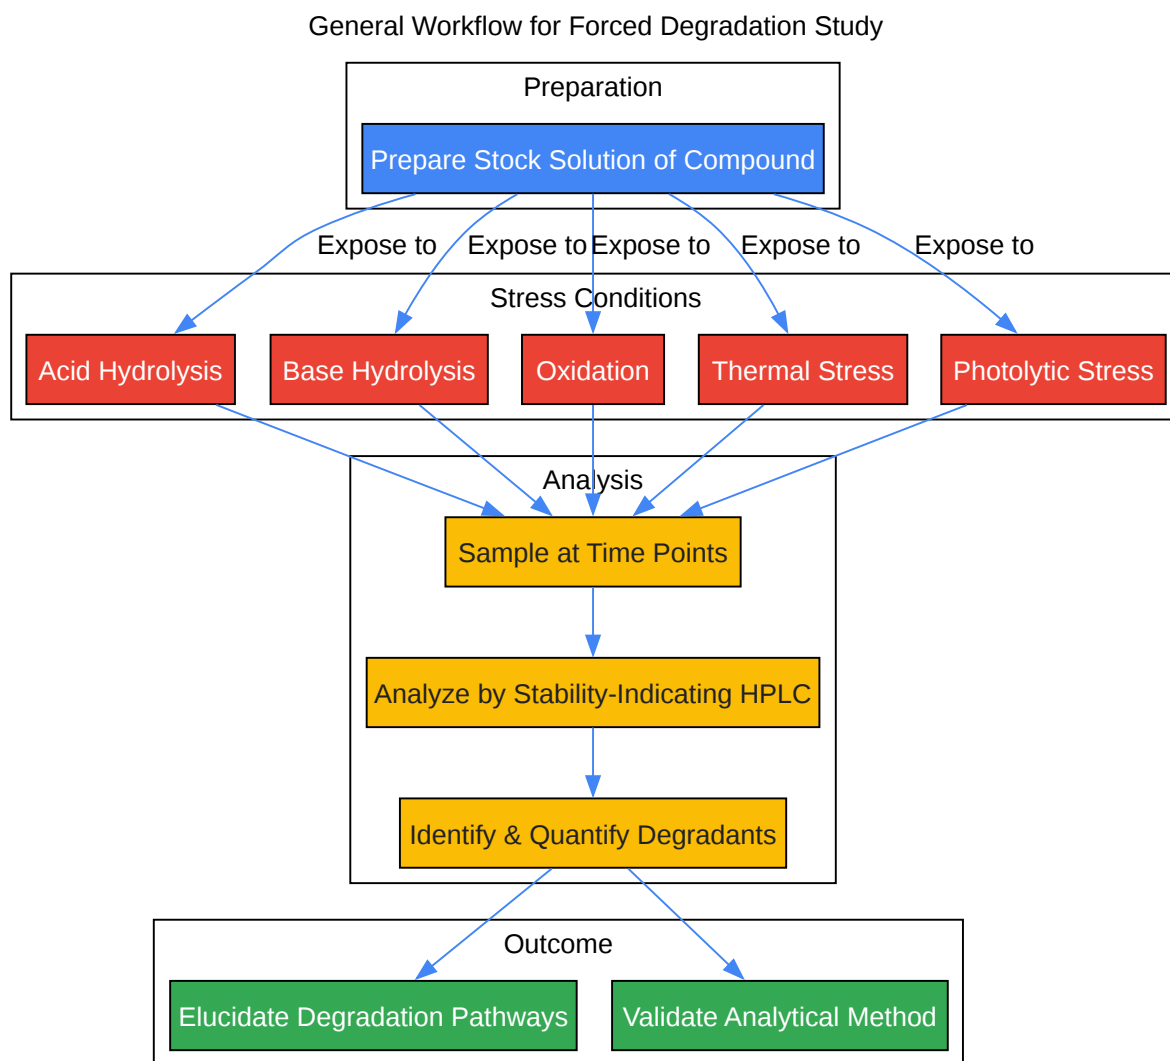 General Workflow for Forced Degradation Study
Preparation
Prepare Stock Solution of Compound
Expose to
Expose to
Expose to
Expose to
Expose to
Stress Conditions
Acid Hydrolysis
Base Hydrolysis
Oxidation
Thermal Stress
Photolytic Stress
Analysis
Sample at Time Points
Analyze by Stability-Indicating HPLC
Identify & Quantify Degradants
Outcome
Elucidate Degradation Pathways
Validate Analytical Method